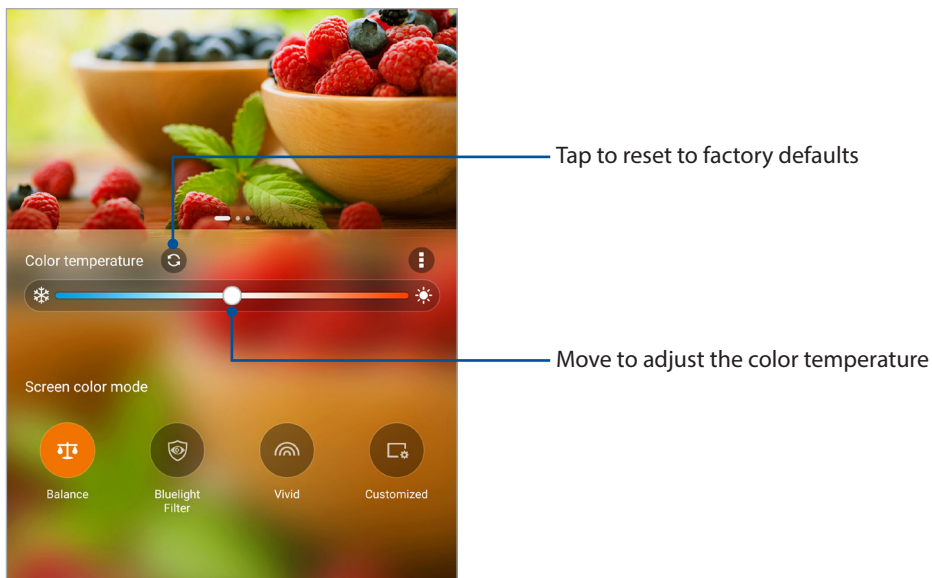 Tap to reset to factory defaults
Color temperature
Move to adjust the color temperature
Screen color mode
Balance
Bluelight
Filter
Vivid
Customized